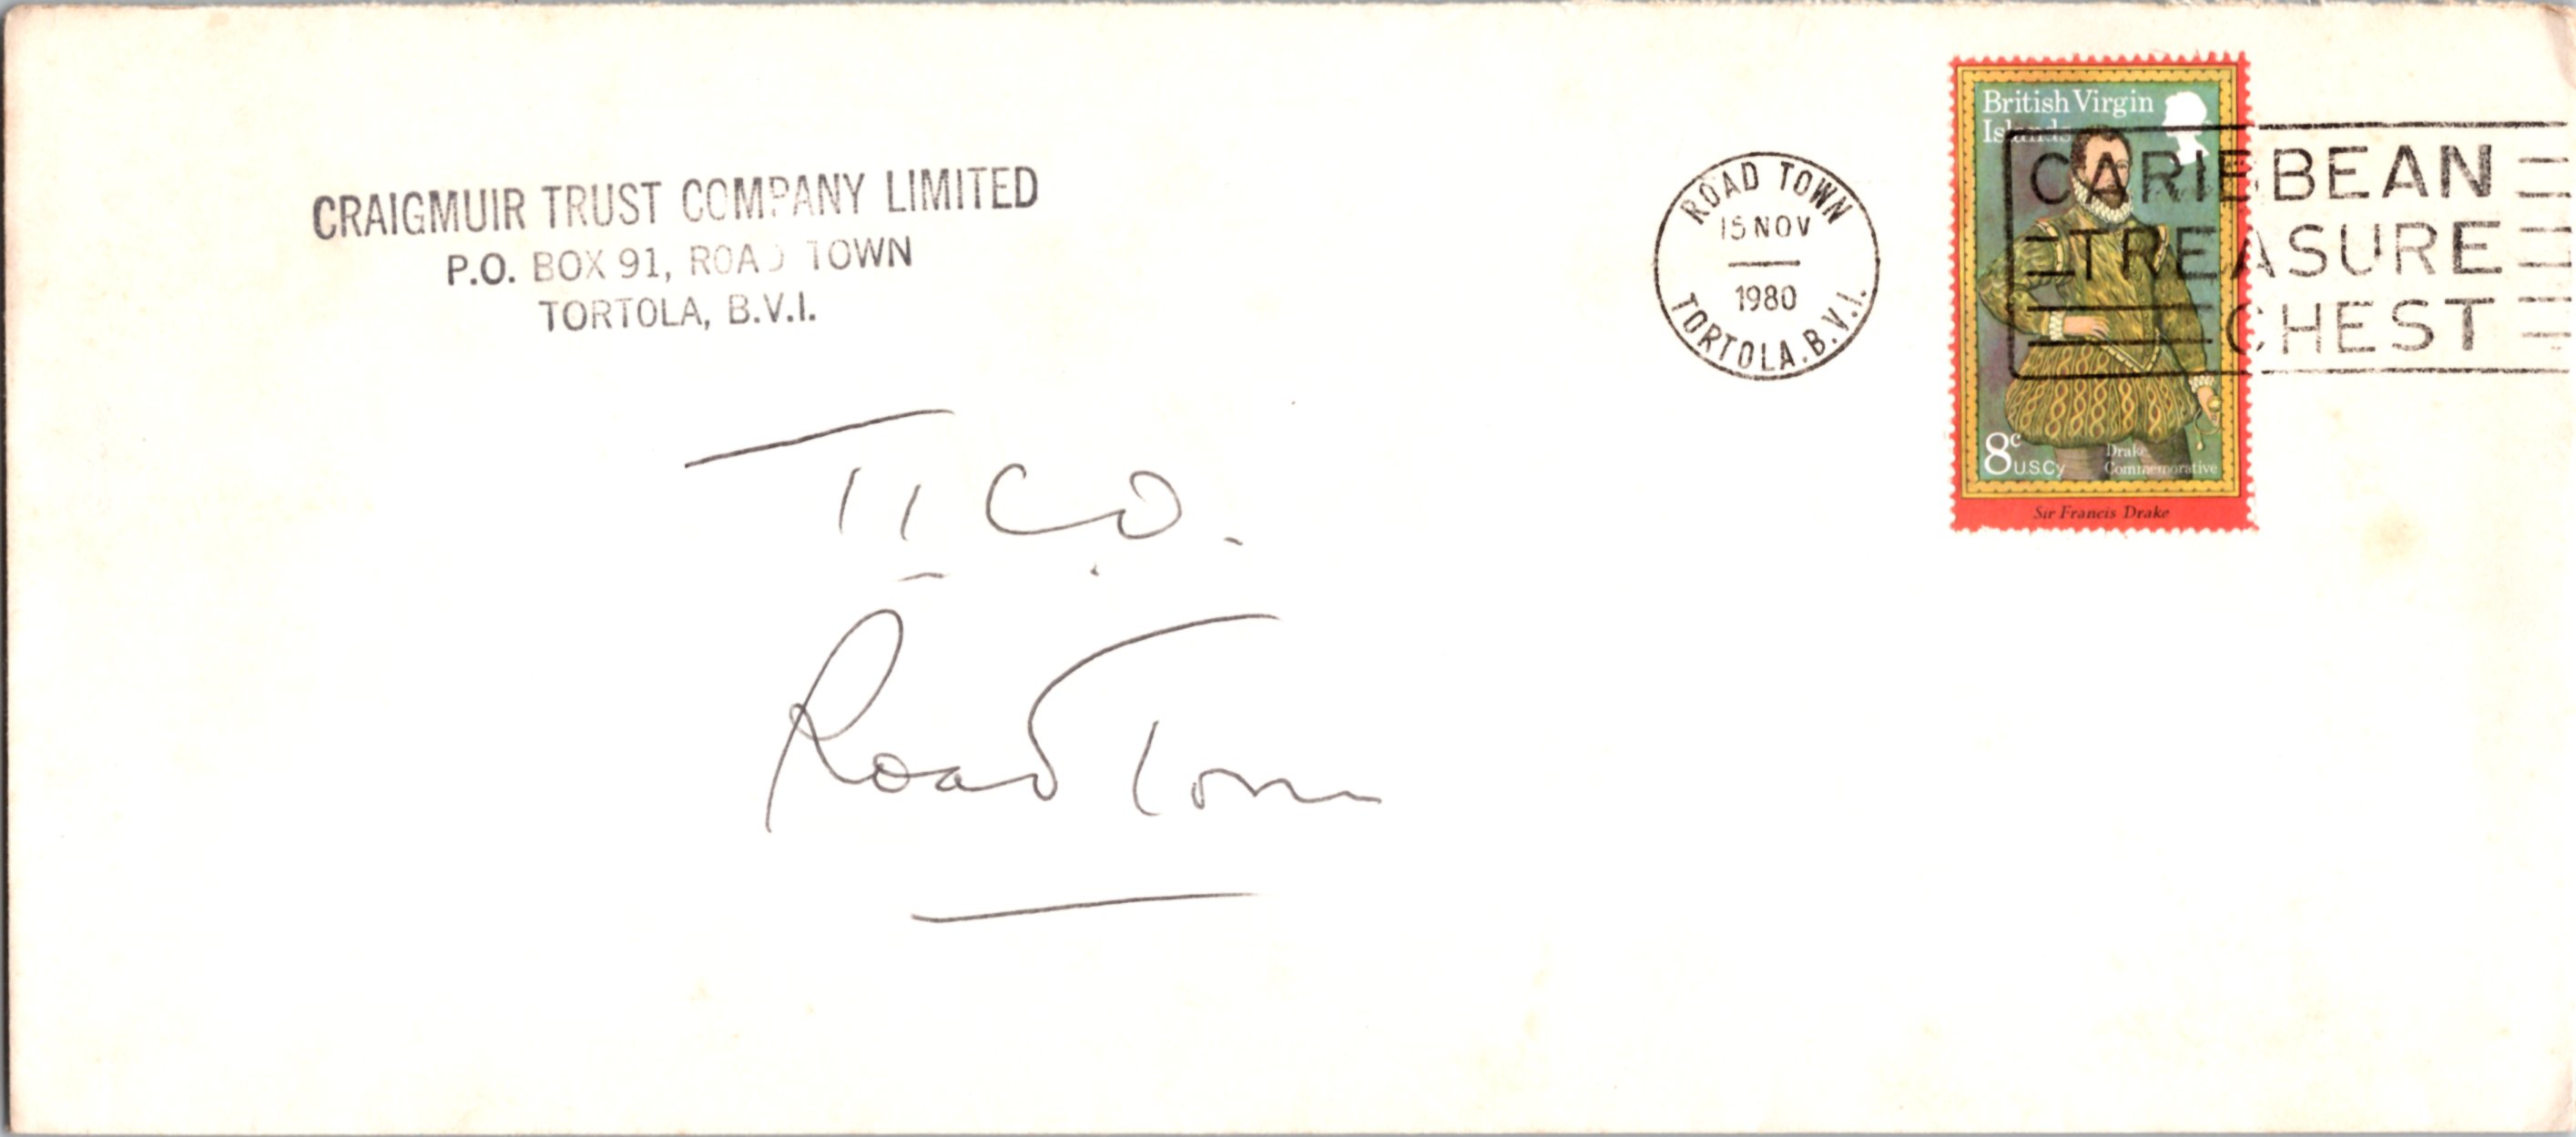 CRAIGMUIR TRUST COMPANY LIMITED
P.O. BOX 91, ROAD TOWN
TORTOLA, B.V.I.
ROAD TOWN
15 NOV
1980
TORTOLA. B.V.I.
British Virgin
Islands
CARIBBEAN
TREASURE
CHEST
8c U.S.Cy
Drake
Commemorative
Sir Francis Drake
TICO.
Road Town